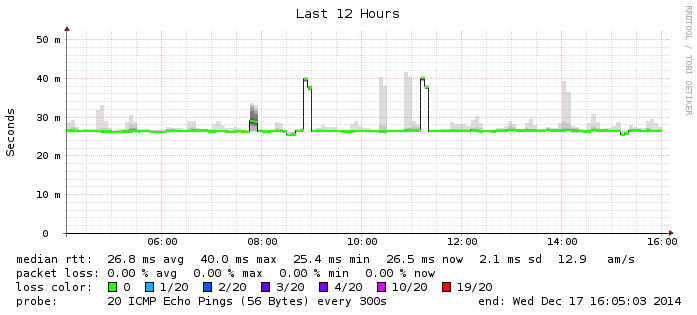 Last 12 Hours
RRDTOOL / TOBI OETIKER
Seconds
50 m
40 m
30 m
20 m
10 m
0
06:00 08:00 10:00 12:00 14:00 16:00
median rtt: 26.8 ms avg 40.0 ms max 25.4 ms min 26.5 ms now 2.1 ms sd 12.9 am/s
packet loss: 0.00 % avg 0.00 % max 0.00 % min 0.00 % now
loss color: 0 1/20 2/20 3/20 4/20 10/20 19/20
probe: 20 ICMP Echo Pings (56 Bytes) every 300s end: Wed Dec 17 16:05:03 2014